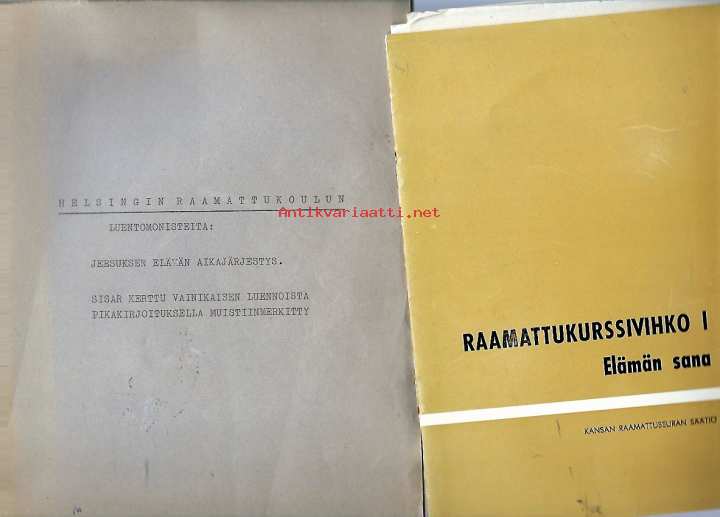 HELSINGIN RAAMATTUKOULUN
LUENTOMONISTEITA:
JEESUKSEN ELÄMÄN AIKAJÄRJESTYS.
SISAR KERTTU VAINIKAISEN LUENNOISTA
PIKAKIRJOITUKSELLA MUISTIINMERKITTY
Antikvariaatti.net
RAAMATTUKURSSIVIHKO I
Elämän sana
KANSAN RAAMATTUSEURAN SÄÄTIÖ